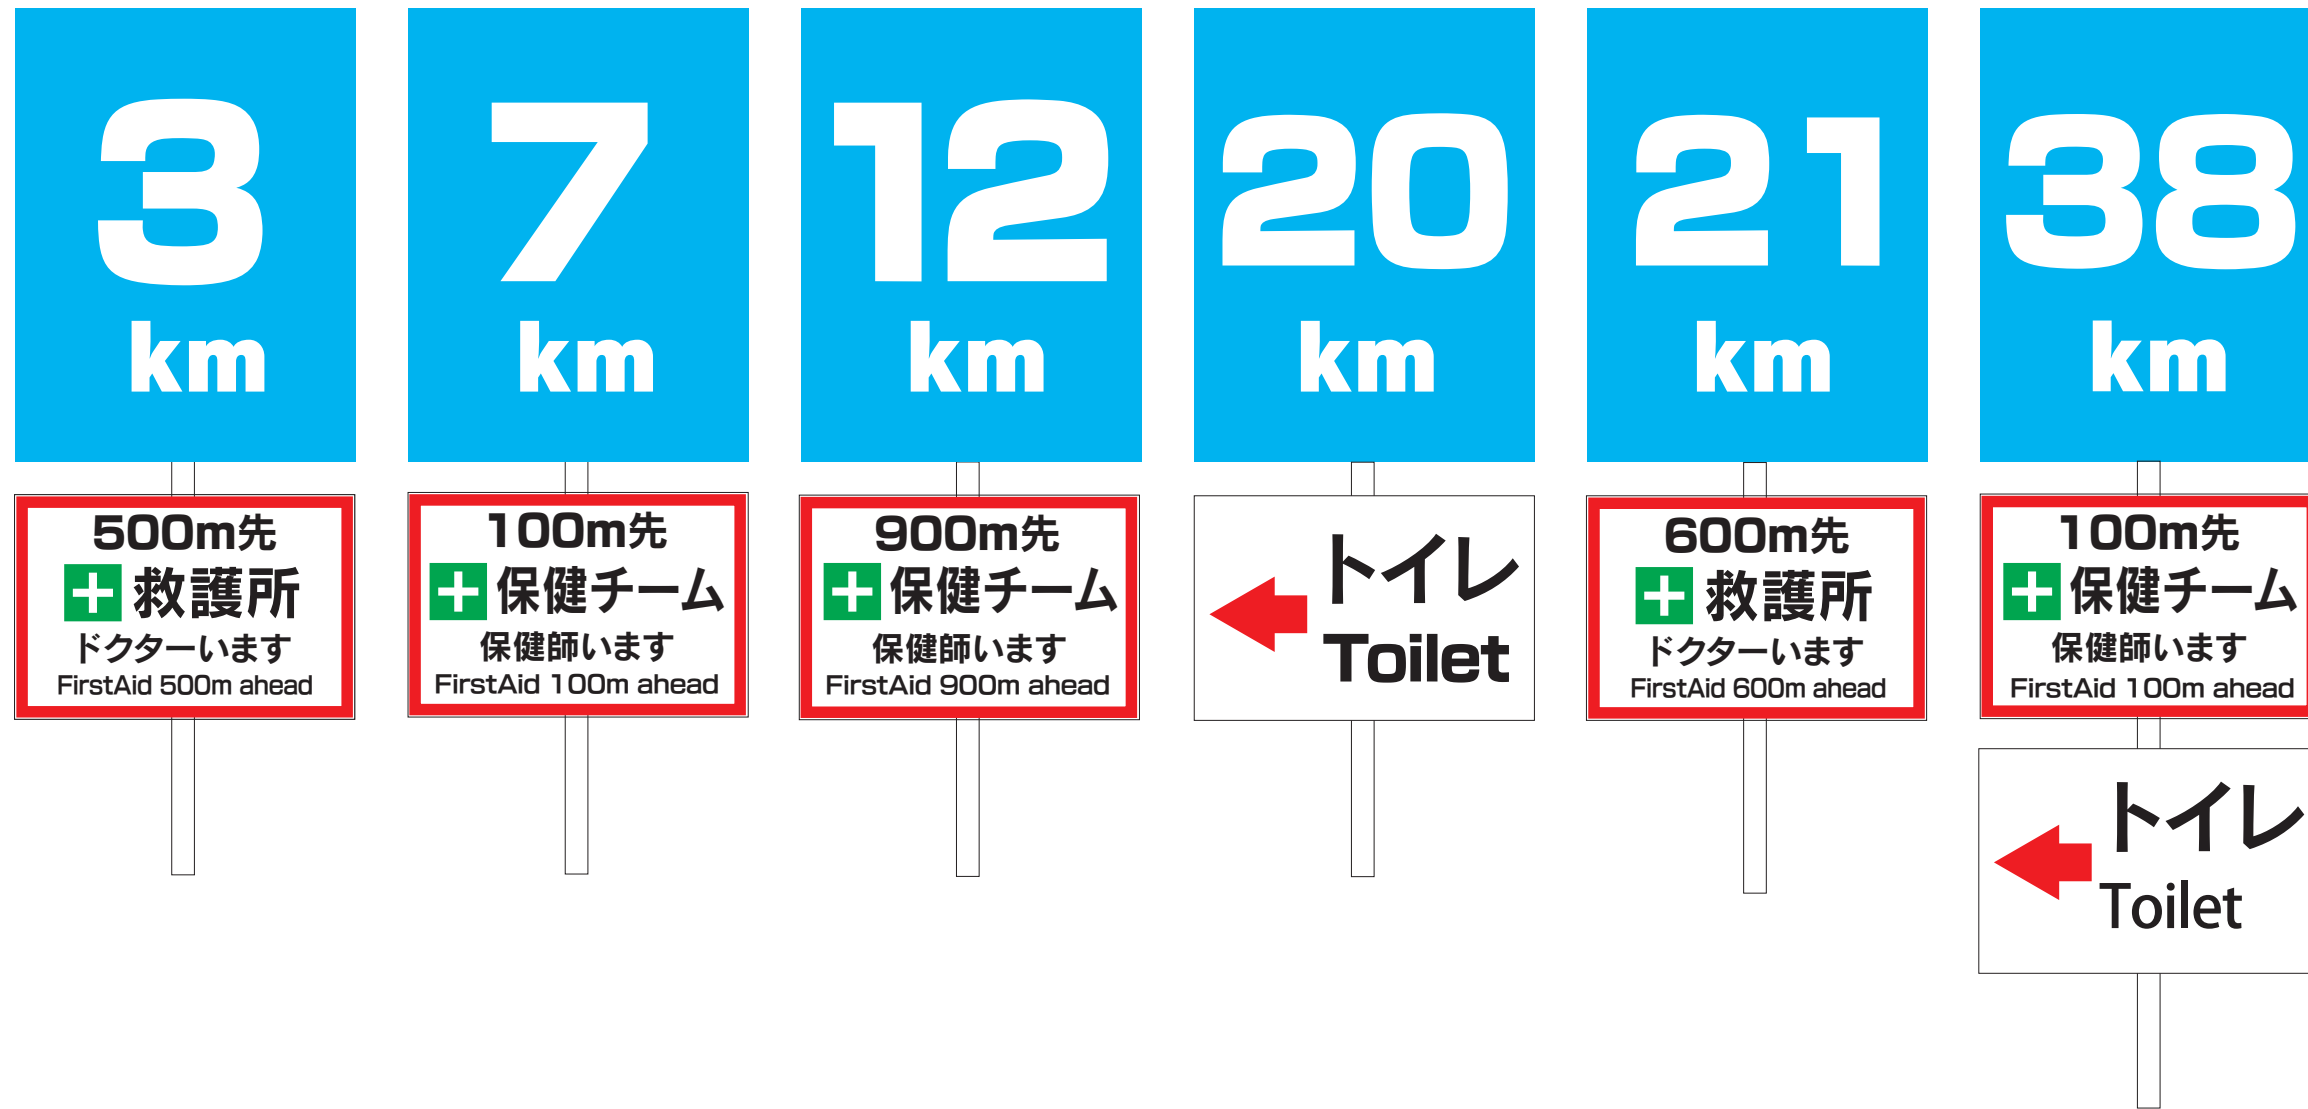 3
km
500m先
救護所
ドクターいます
FirstAid 500m ahead
7
km
100m先
保健チーム
保健師います
FirstAid 100m ahead
12
km
900m先
保健チーム
保健師います
FirstAid 900m ahead
20
km
トイレ
Toilet
21
km
600m先
救護所
ドクターいます
FirstAid 600m ahead
38
km
100m先
保健チーム
保健師います
FirstAid 100m ahead
トイレ
Toilet